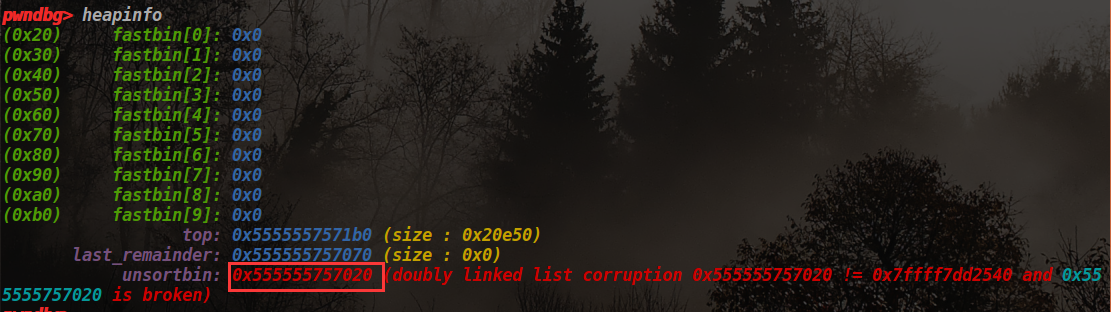 pwndbg> heapinfo
(0x20)     fastbin[0]: 0x0
(0x30)     fastbin[1]: 0x0
(0x40)     fastbin[2]: 0x0
(0x50)     fastbin[3]: 0x0
(0x60)     fastbin[4]: 0x0
(0x70)     fastbin[5]: 0x0
(0x80)     fastbin[6]: 0x0
(0x90)     fastbin[7]: 0x0
(0xa0)     fastbin[8]: 0x0
(0xb0)     fastbin[9]: 0x0
top: 0x5555557571b0 (size : 0x20e50)
last_remainder: 0x555555757070 (size : 0x0)
unsortbin: 0x555555757020 (doubly linked list corruption 0x555555757020 != 0x7ffff7dd2540 and 0x55
5555757020 is broken)